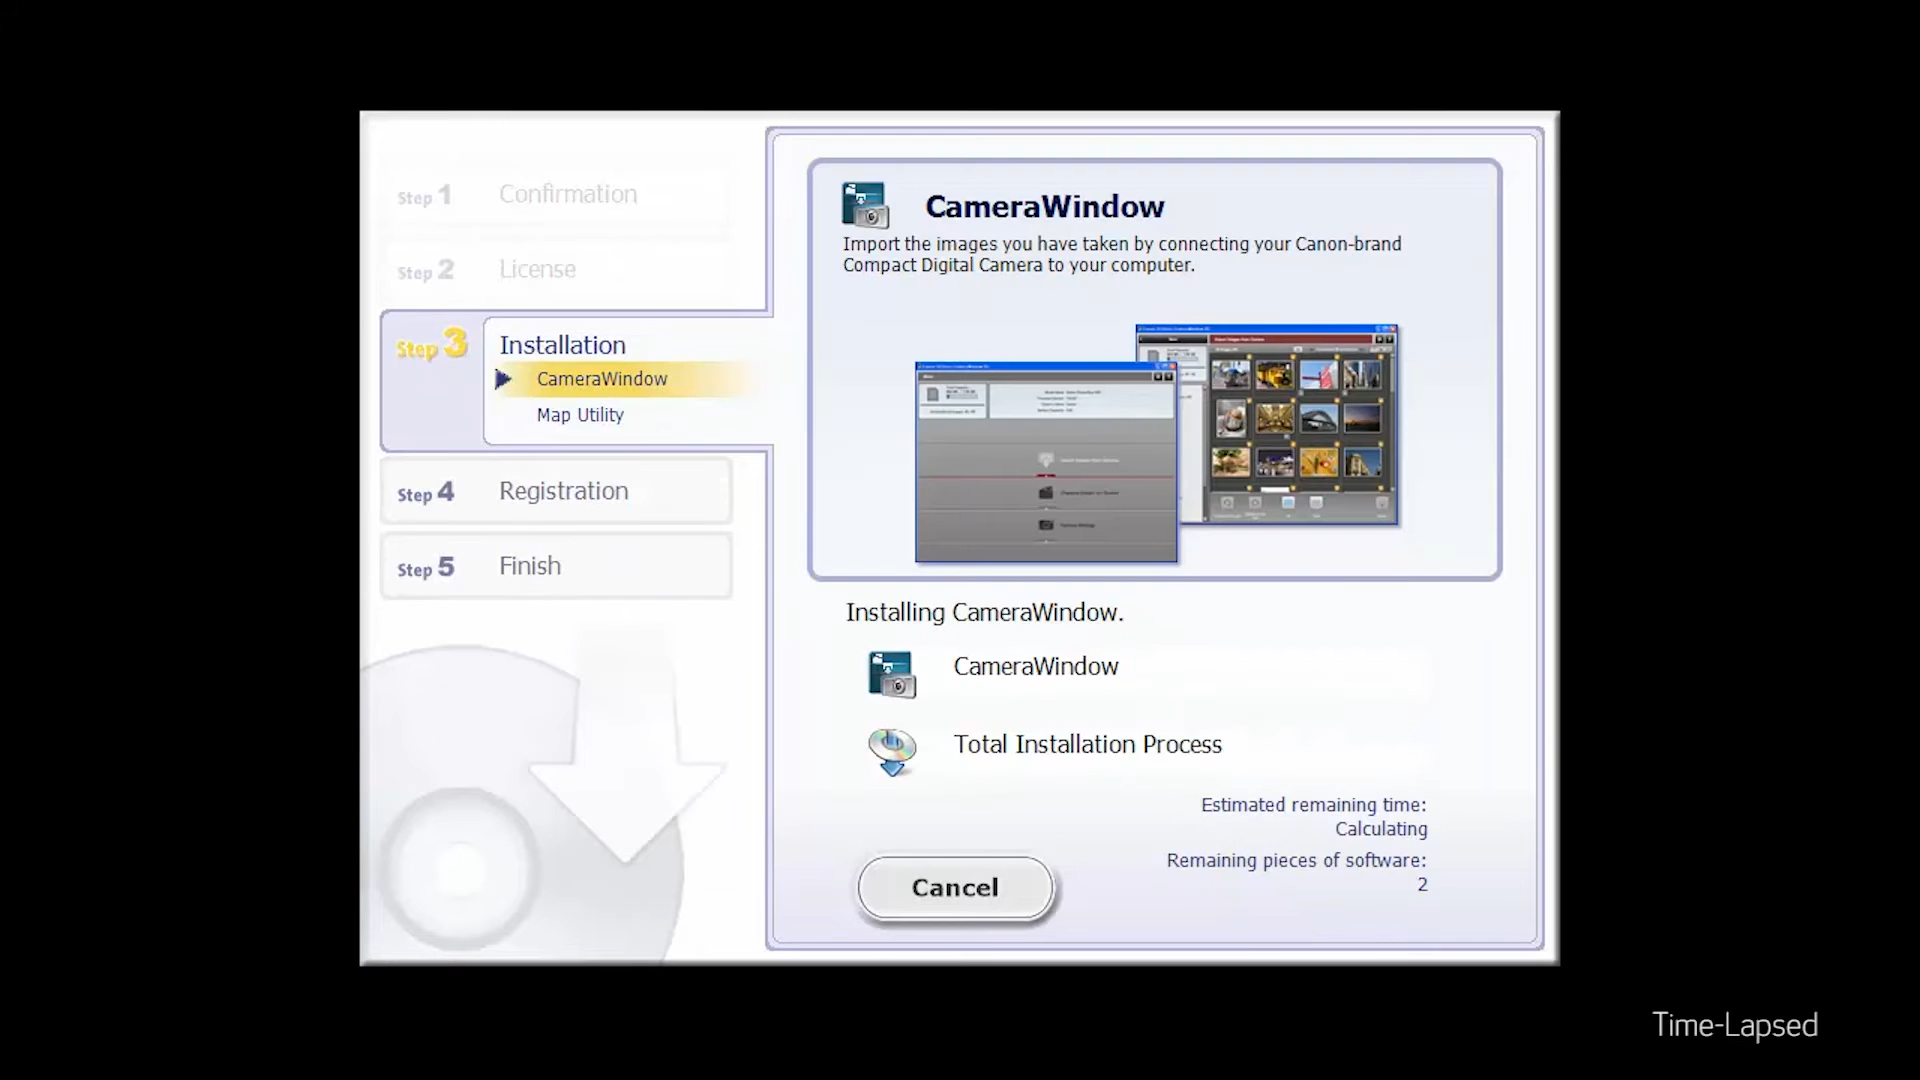 Step 1 Confirmation
Step 2 License
Step 3 Installation
CameraWindow
Map Utility
Step 4 Registration
Step 5 Finish
CameraWindow
Import the images you have taken by connecting your Canon-brand
Compact Digital Camera to your computer.
Installing CameraWindow.
CameraWindow
Total Installation Process
Estimated remaining time:
Calculating
Remaining pieces of software:
2
Cancel
Time-Lapsed